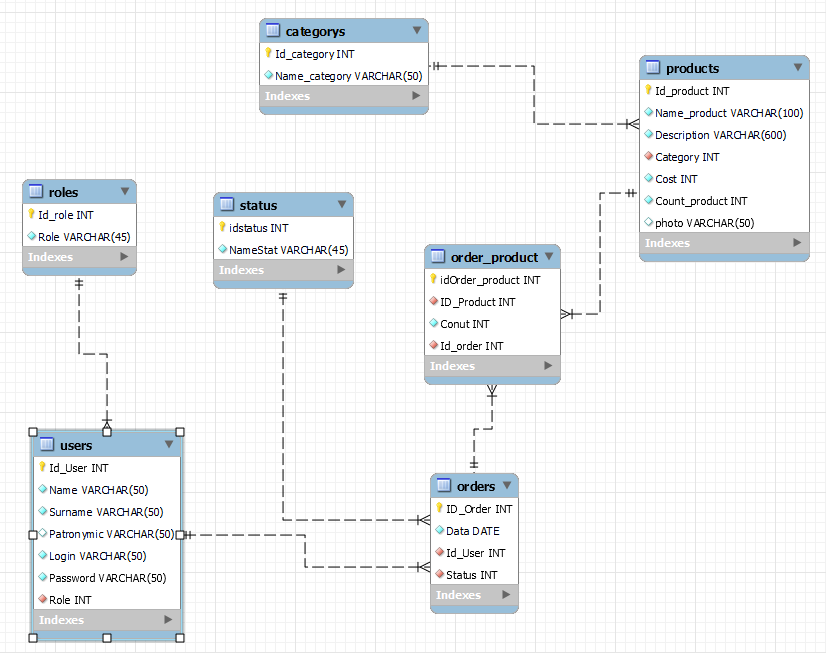 categorys
Id_category INT
Name_category VARCHAR(50)
Indexes
products
Id_product INT
Name_product VARCHAR(100)
Description VARCHAR(600)
Category INT
Cost INT
Count_product INT
photo VARCHAR(50)
Indexes
roles
Id_role INT
Role VARCHAR(45)
Indexes
status
idstatus INT
NameStat VARCHAR(45)
Indexes
order_product
idOrder_product INT
ID_Product INT
Conut INT
Id_order INT
Indexes
users
Id_User INT
Name VARCHAR(50)
Surname VARCHAR(50)
Patronymic VARCHAR(50)
Login VARCHAR(50)
Password VARCHAR(50)
Role INT
Indexes
orders
ID_Order INT
Data DATE
Id_User INT
Status INT
Indexes